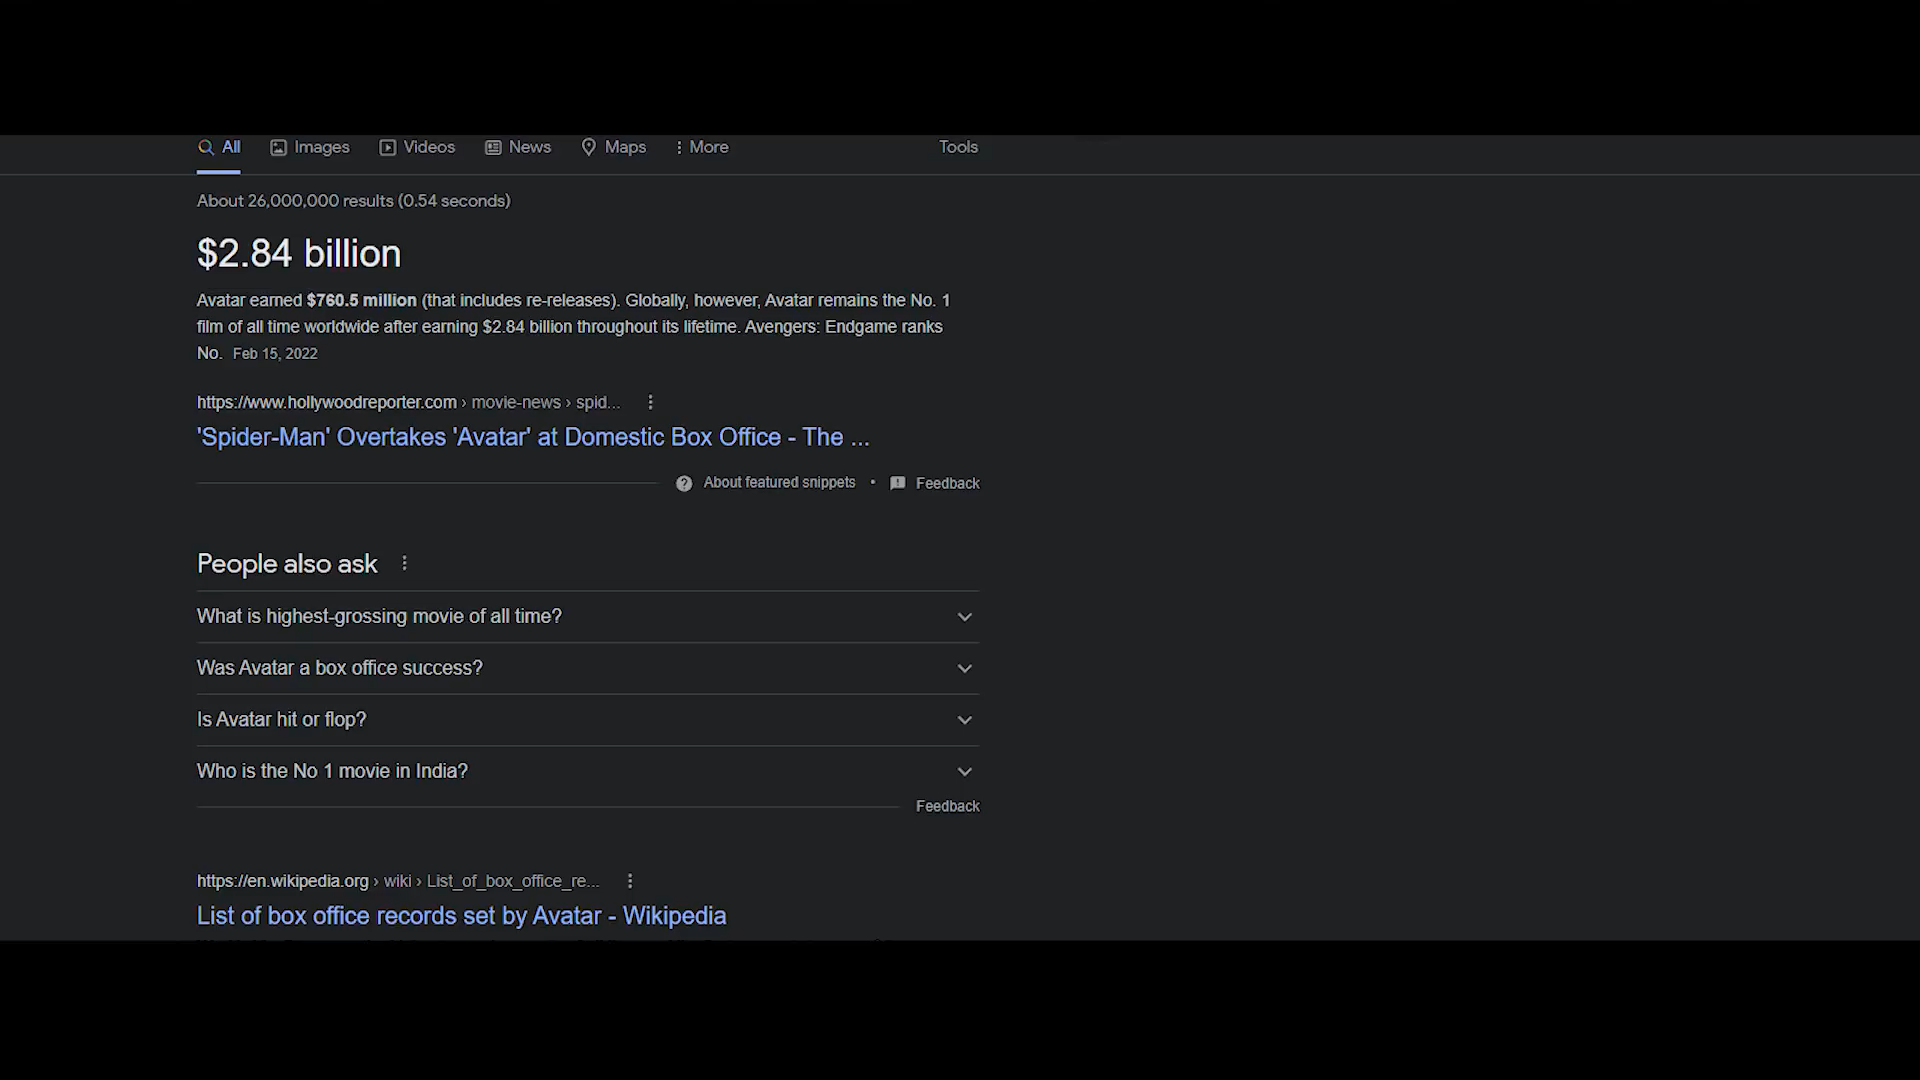 All Images Videos News Maps More Tools
About 26,000,000 results (0.54 seconds)
$2.84 billion
Avatar earned $760.5 million (that includes re-releases). Globally, however, Avatar remains the No. 1
film of all time worldwide after earning $2.84 billion throughout its lifetime. Avengers: Endgame ranks
No. Feb 15, 2022
https://www.hollywoodreporter.com › movie-news › spid...
'Spider-Man' Overtakes 'Avatar' at Domestic Box Office - The ...
About featured snippets • Feedback
People also ask
What is highest-grossing movie of all time?
Was Avatar a box office success?
Is Avatar hit or flop?
Who is the No 1 movie in India?
Feedback
https://en.wikipedia.org › wiki › List_of_box_office_re...
List of box office records set by Avatar - Wikipedia